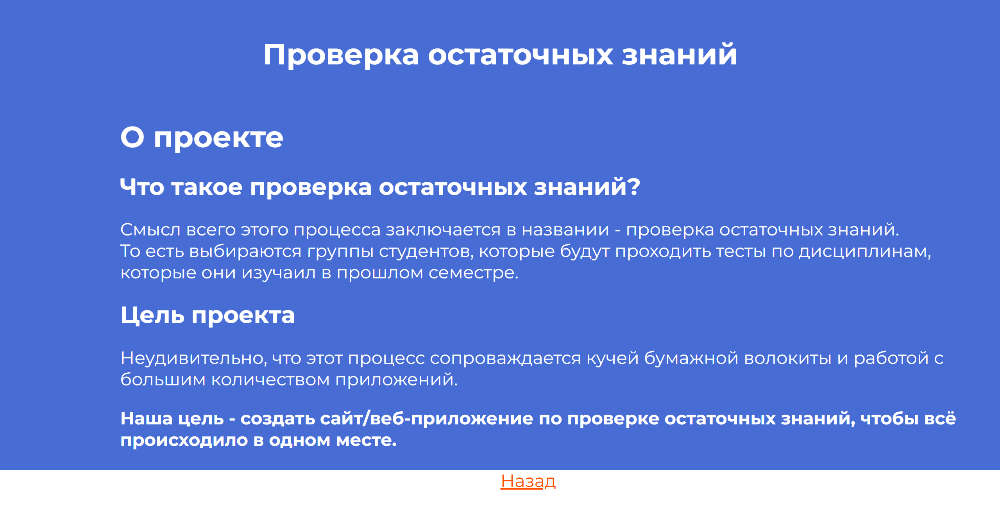 Проверка остаточных знаний
О проекте
Что такое проверка остаточных знаний?
Смысл всего этого процесса заключается в названии - проверка остаточных знаний.
То есть выбираются группы студентов, которые будут проходить тесты по дисциплинам,
которые они изучаил в прошлом семестре.
Цель проекта
Неудивительно, что этот процесс сопроваждается кучей бумажной волокиты и работой с
большим количеством приложений.
Наша цель - создать сайт/веб-приложение по проверке остаточных знаний, чтобы всё
происходило в одном месте.
Назад